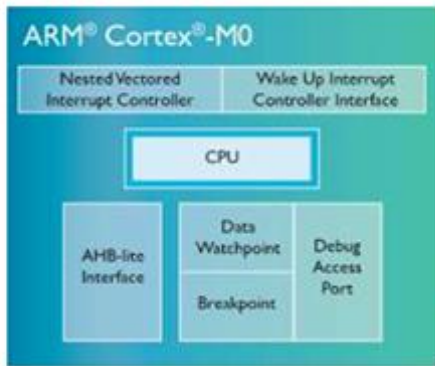 ARM® Cortex®-M0
Nested Vectored
Interrupt Controller
Wake Up Interrupt
Controller Interface
CPU
AHB-lite
Interface
Data
Watchpoint
Breakpoint
Debug
Access
Port